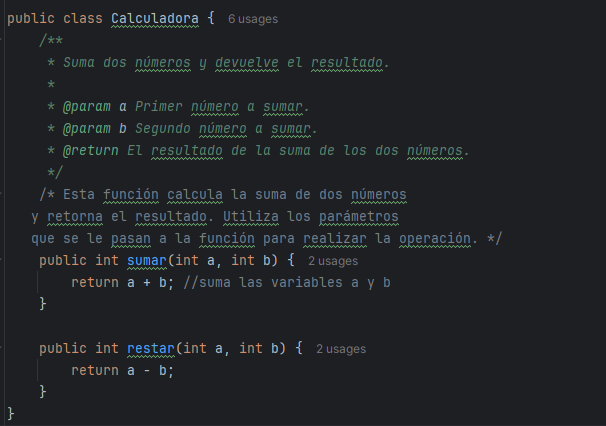 public class Calculadora { 6 usages
/**
* Suma dos números y devuelve el resultado.
*
* @param a Primer número a sumar.
* @param b Segundo número a sumar.
* @return El resultado de la suma de los dos números.
*/
/* Esta función calcula la suma de dos números
y retorna el resultado. Utiliza los parámetros
que se le pasan a la función para realizar la operación. */
public int sumar(int a, int b) { 2 usages
return a + b; //suma las variables a y b
}
public int restar(int a, int b) { 2 usages
return a - b;
}
}